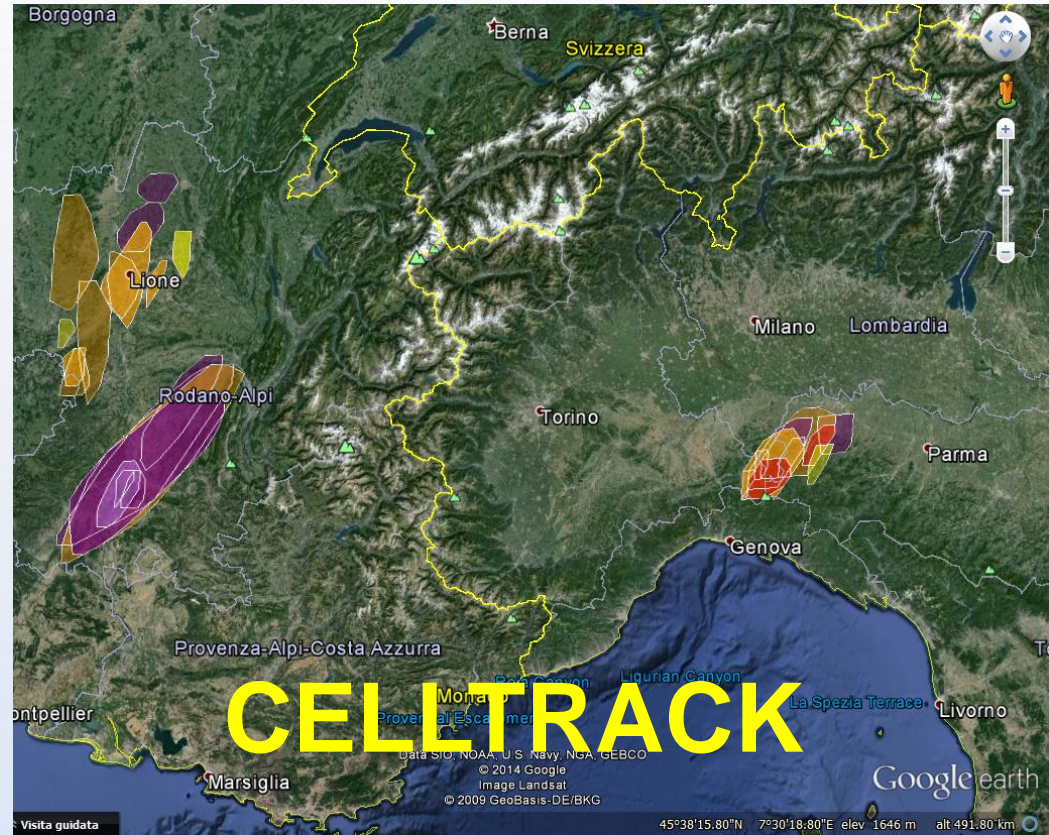 Borgogna
Berna
Svizzera
Lione
Milano
Lombardia
Rodano-Alpi
Torino
Parma
Genova
Provenza-Alpi-Costa Azzurra
Ligurian Canyon
CELLTRACK
La Spezia Terrace
Livorno
ontpellier
Data SIO, NOAA, U.S. Navy, NGA, GEBCO
© 2014 Google
Image Landsat
© 2009 GeoBasis-DE/BKG
Marsiglia
Google earth
Visita guidata
45°38'15.80"N 7°30'18.80"E elev 1646 m alt 491.80 km